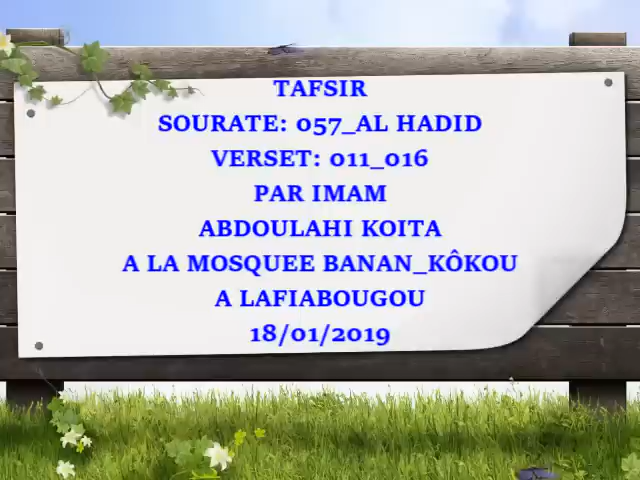 TAFSIR
SOURATE: 057_AL HADID
VERSET: 011_016
PAR IMAM
ABDOULAHI KOITA
A LA MOSQUEE BANAN_KÔKOU
A LAFIABOUGOU
18/01/2019